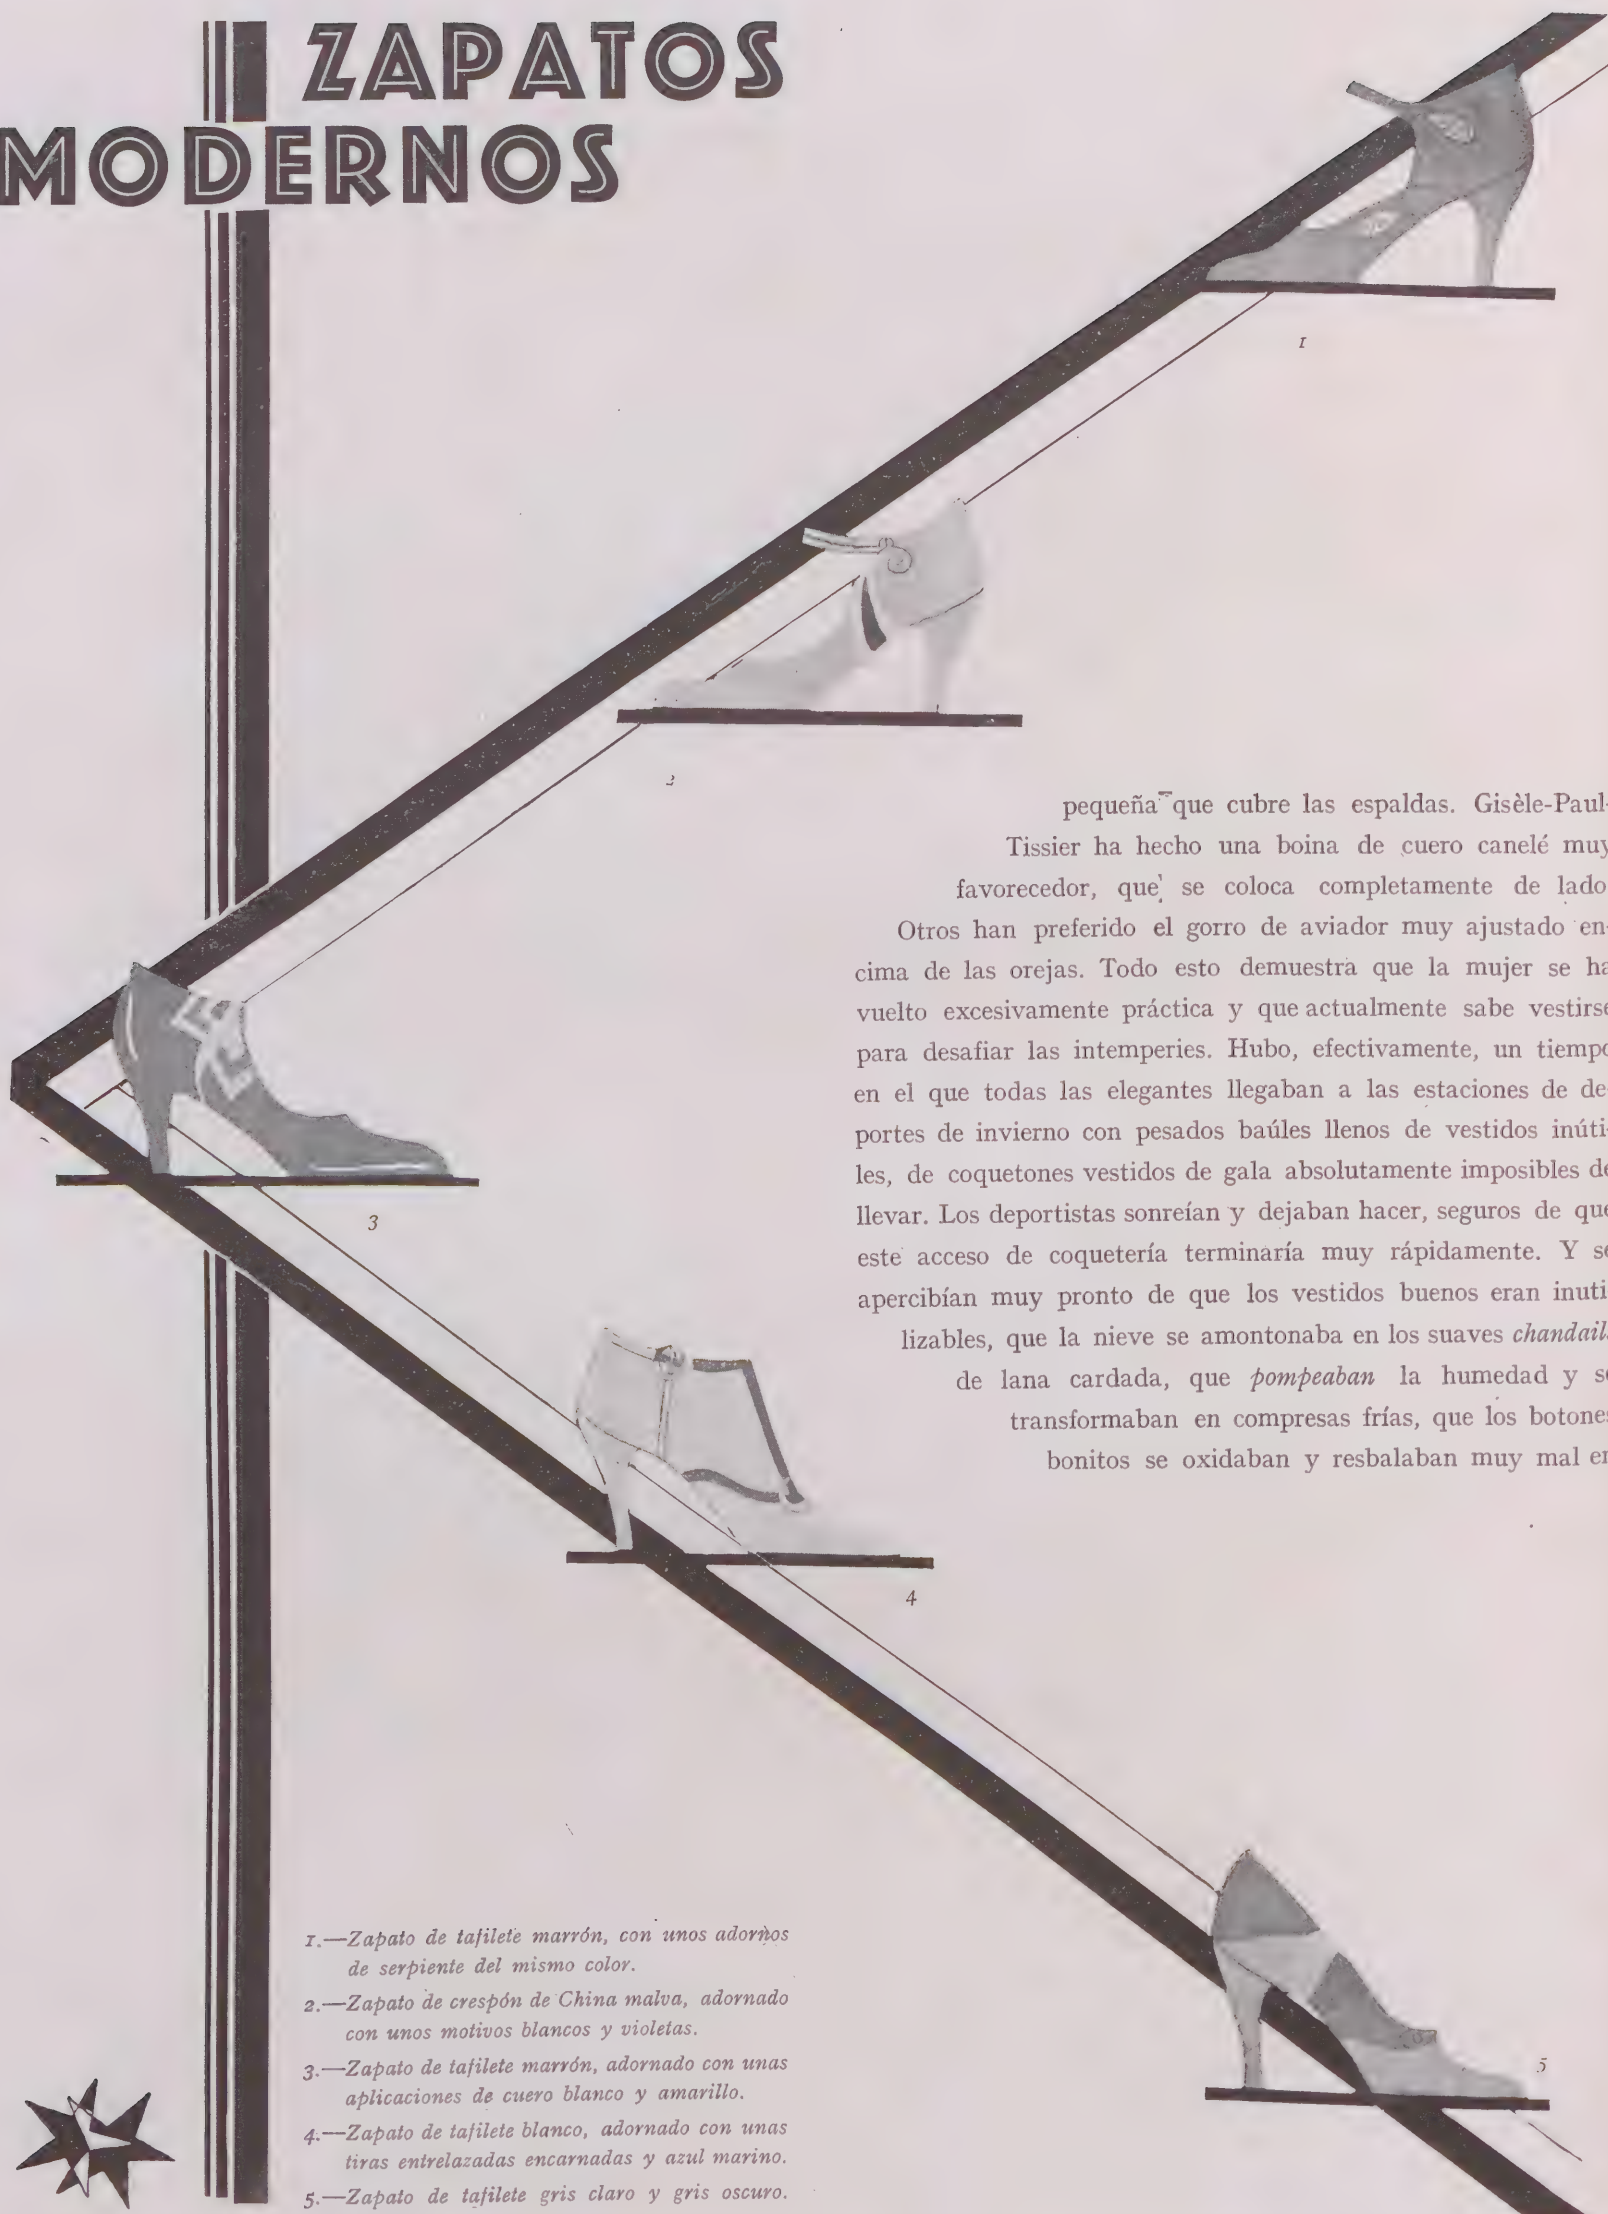 ZAPATOS
MODERNOS
1
2
pequeña que cubre las espaldas. Gisèle-Paul-
Tissier ha hecho una boina de cuero canelé muy
favorecedor, que se coloca completamente de lado
Otros han preferido el gorro de aviador muy ajustado en-
cima de las orejas. Todo esto demuestra que la mujer se ha
vuelto excesivamente práctica y que actualmente sabe vestirse
para desafiar las intemperies. Hubo, efectivamente, un tiempo
en el que todas las elegantes llegaban a las estaciones de de-
portes de invierno con pesados baúles llenos de vestidos inúti-
les, de coquetones vestidos de gala absolutamente imposibles de
llevar. Los deportistas sonreían y dejaban hacer, seguros de que
este acceso de coquetería terminaría muy rápidamente. Y se
apercibían muy pronto de que los vestidos buenos eran inuti-
lizables, que la nieve se amontonaba en los suaves chandails
de lana cardada, que pompeaban la humedad y se
transformaban en compresas frías, que los botones
bonitos se oxidaban y resbalaban muy mal en
3
4
5
1.—Zapato de tafilete marrón, con unos adornos
de serpiente del mismo color.
2.—Zapato de crespón de China malva, adornado
con unos motivos blancos y violetas.
3.—Zapato de tafilete marrón, adornado con unas
aplicaciones de cuero blanco y amarillo.
4.—Zapato de tafilete blanco, adornado con unas
tiras entrelazadas encarnadas y azul marino.
5.—Zapato de tafilete gris claro y gris oscuro.